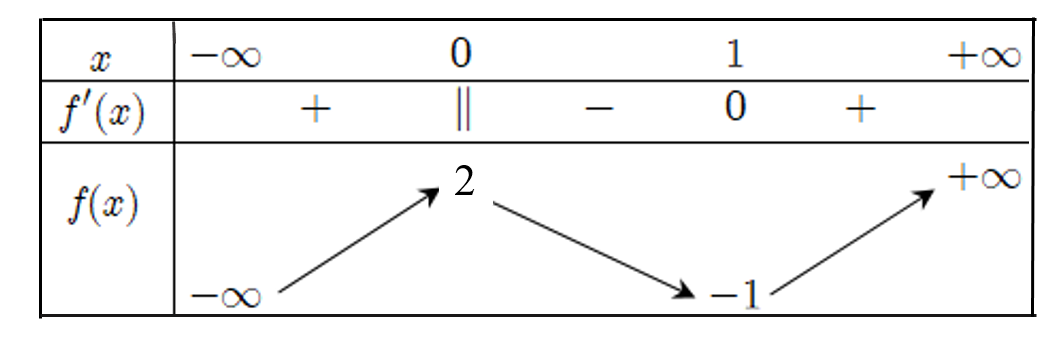 x −∞ 0 1 +∞
f′(x) + || − 0 +
f(x) −∞ 2 −1 +∞